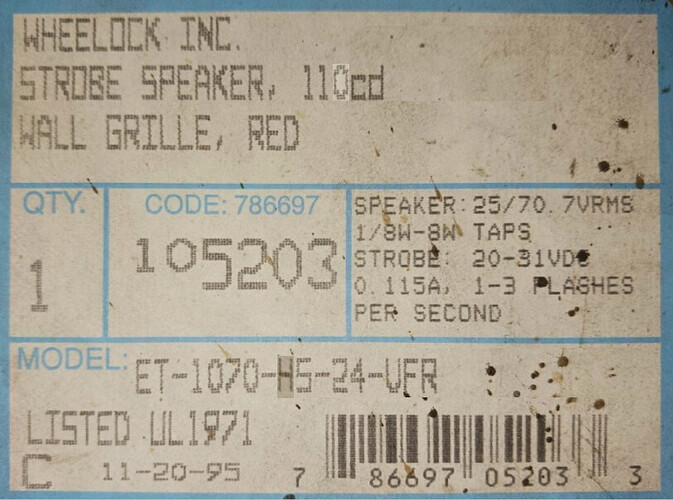 WHEELOCK INC.
STROBE SPEAKER, 110cd
WALL GRILLE, RED
QTY.
1
CODE: 786697
105203
SPEAKER: 25/70.7VRMS
1/8W-8W TAPS
STROBE: 20-31VDC
0.115A, 1-3 FLASHES
PER SECOND
MODEL: ET-1070-H5-24-VFR
LISTED UL1971
C 11-20-95
7 86697 05203 3